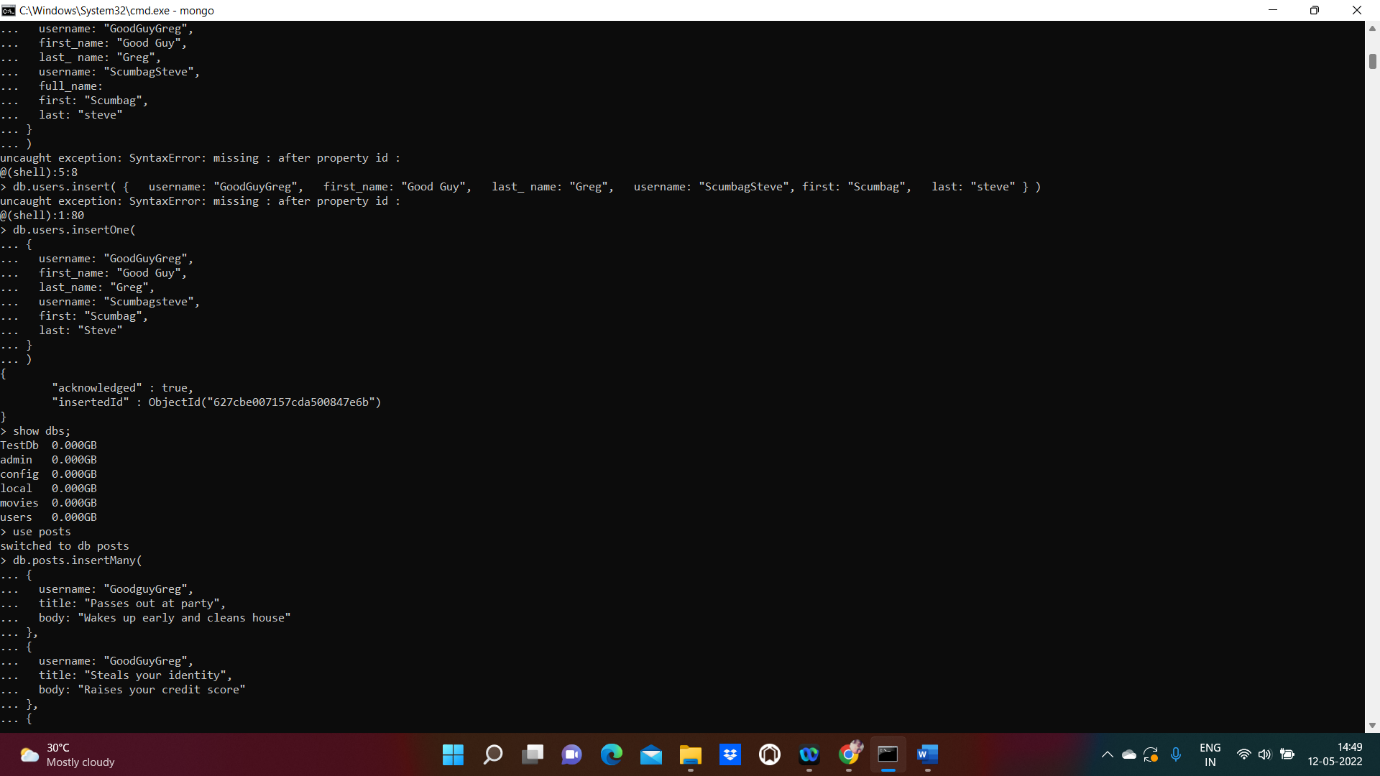 C:\Windows\System32\cmd.exe - mongo
...   username: "GoodGuyGreg",
...   first_name: "Good Guy",
...   last_ name: "Greg",
...   username: "ScumbagSteve",
...   full_name:
...   first: "Scumbag",
...   last: "steve"
... }
... )
uncaught exception: SyntaxError: missing : after property id :
@(shell):5:8
> db.users.insert( {   username: "GoodGuyGreg",   first_name: "Good Guy",   last_ name: "Greg",   username: "ScumbagSteve", first: "Scumbag",   last: "steve" } )
uncaught exception: SyntaxError: missing : after property id :
@(shell):1:80
> db.users.insertOne(
... {
...   username: "GoodGuyGreg",
...   first_name: "Good Guy",
...   last_name: "Greg",
...   username: "Scumbagsteve",
...   first: "Scumbag",
...   last: "Steve"
... }
... )
{
        "acknowledged" : true,
        "insertedId" : ObjectId("627cbe007157cda500847e6b")
}
> show dbs;
TestDb  0.000GB
admin   0.000GB
config  0.000GB
local   0.000GB
movies  0.000GB
users   0.000GB
> use posts
switched to db posts
> db.posts.insertMany(
... {
...   username: "GoodguyGreg",
...   title: "Passes out at party",
...   body: "Wakes up early and cleans house"
... },
... {
...   username: "GoodGuyGreg",
...   title: "Steals your identity",
...   body: "Raises your credit score"
... },
... {
30°C
Mostly cloudy
ENG
IN
14:49
12-05-2022